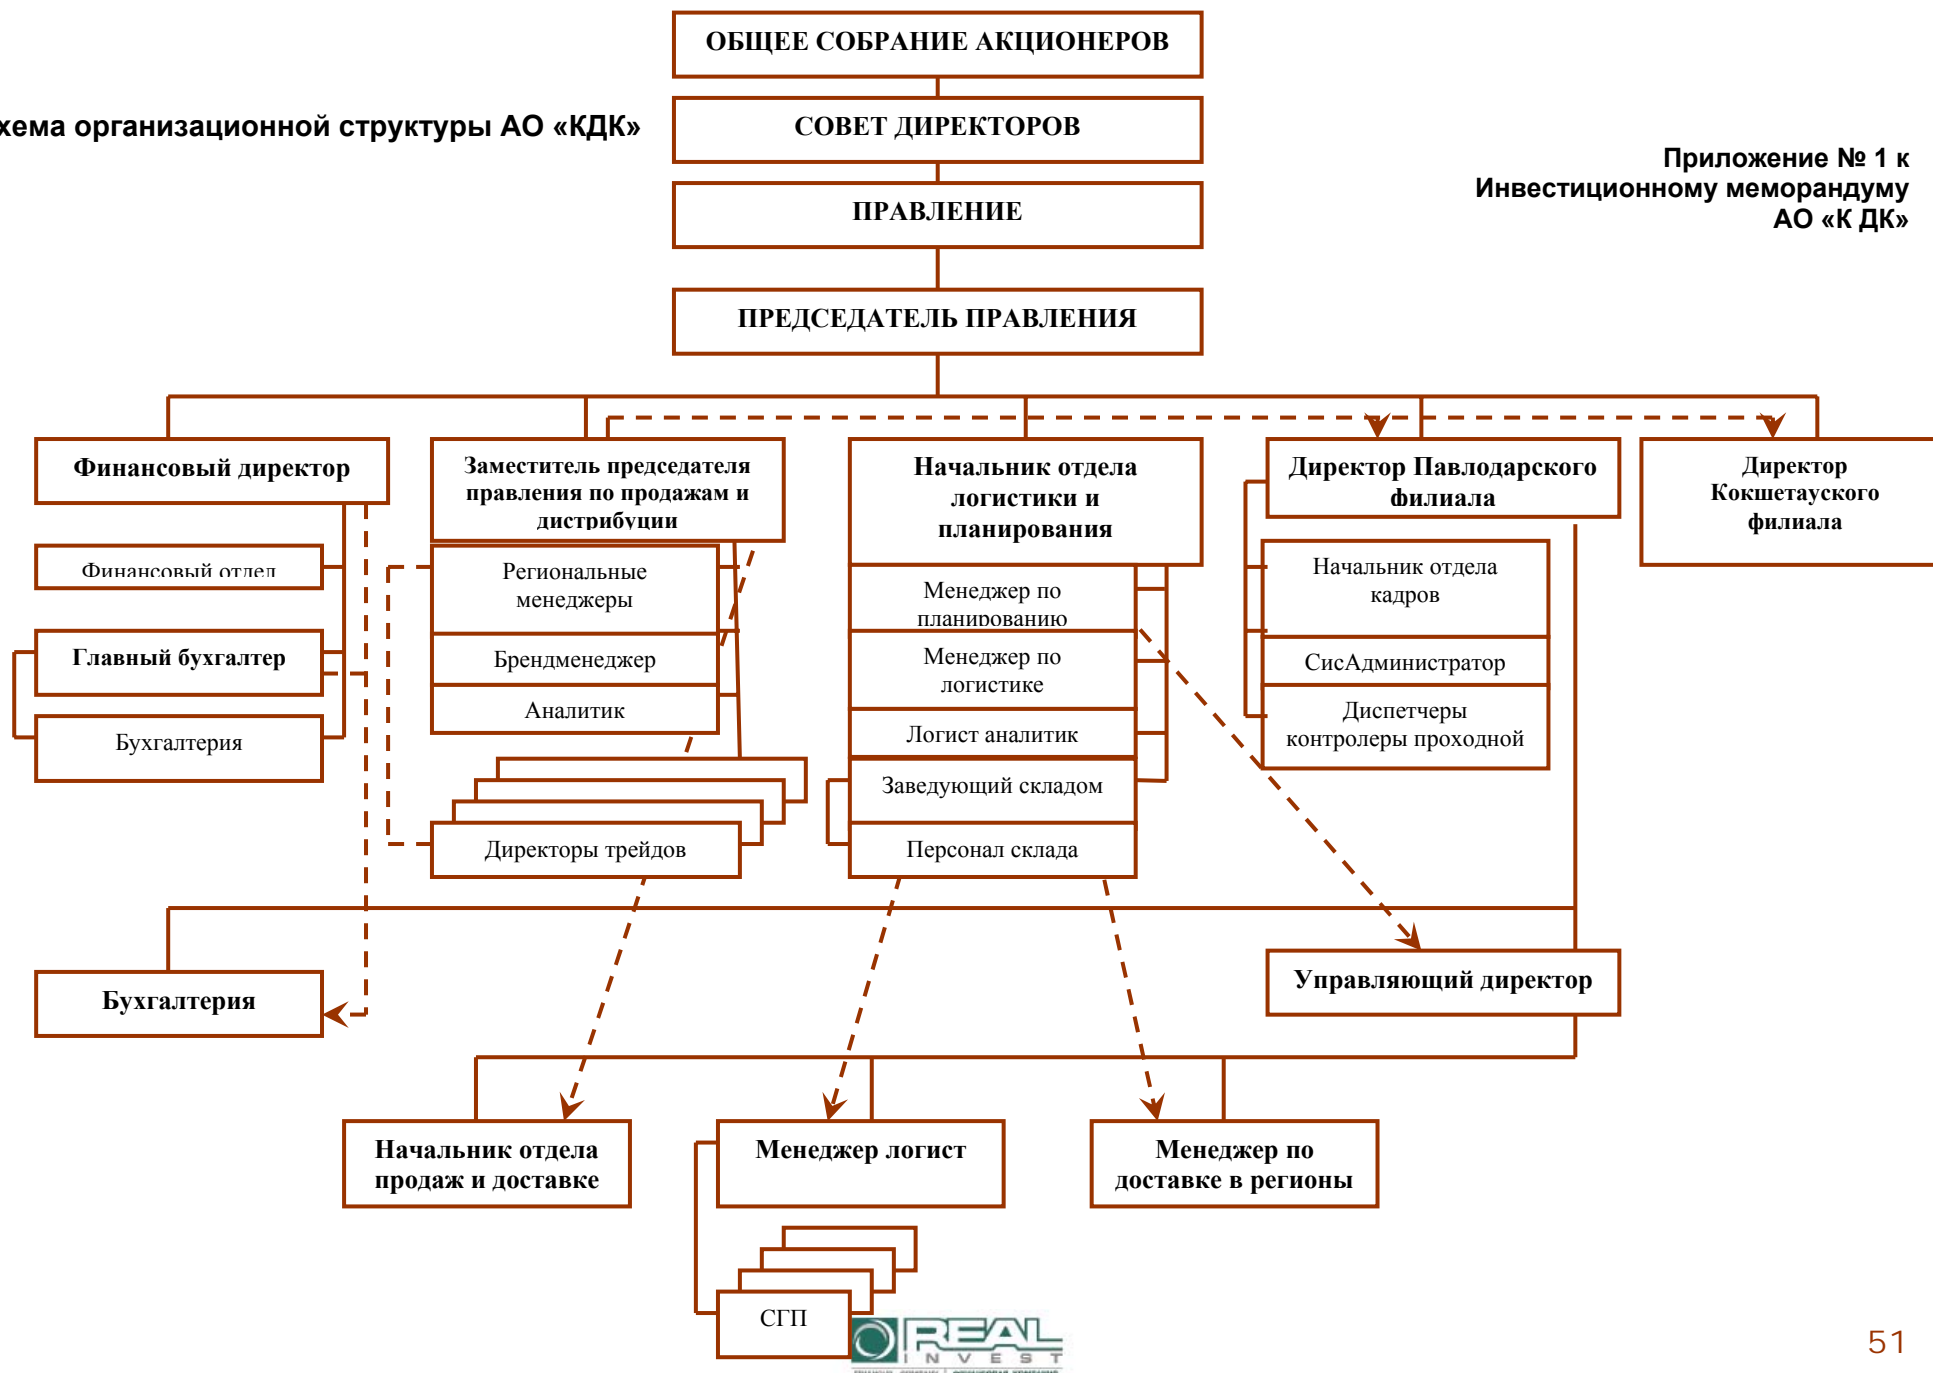 ОБЩЕЕ СОБРАНИЕ АКЦИОНЕРОВ
хема организационной структуры АО «КДК»
СОВЕТ ДИРЕКТОРОВ
Приложение № 1 к
Инвестиционному меморандуму
АО «К ДК»
ПРАВЛЕНИЕ
ПРЕДСЕДАТЕЛЬ ПРАВЛЕНИЯ
Финансовый директор
Заместитель председателя
правления по продажам и
дистрибуции
Начальник отдела
логистики и
планирования
Директор Павлодарского
филиала
Директор
Кокшетауского
филиала
Финансовый отдел
Главный бухгалтер
Бухгалтерия
Региональные
менеджеры
Брендменеджер
Аналитик
Директоры трейдов
Менеджер по
планированию
Менеджер по
логистике
Логист аналитик
Заведующий складом
Персонал склада
Начальник отдела
кадров
СисАдминистратор
Диспетчеры
контролеры проходной
Бухгалтерия
Управляющий директор
Начальник отдела
продаж и доставке
Менеджер логист
Менеджер по
доставке в регионы
СГП
REAL
INVEST
51